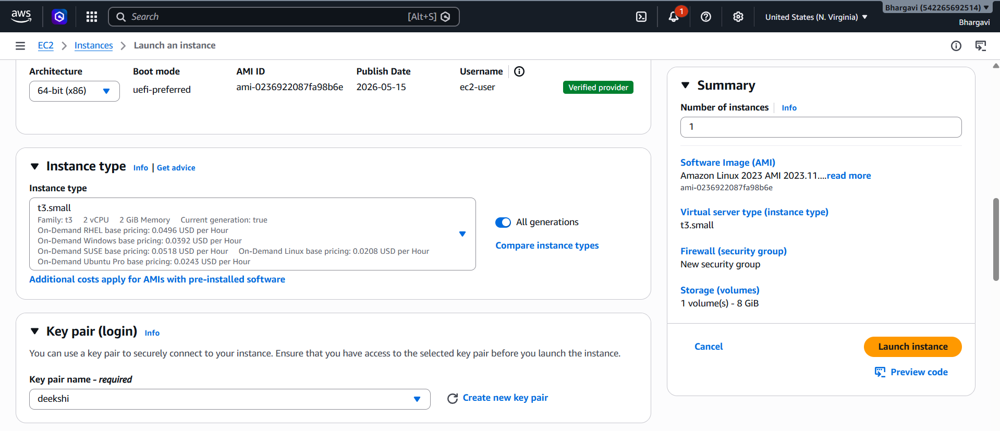 aws
Search [Alt+S]
1
United States (N. Virginia)
Bhargavi (542265692514)
Bhargavi
EC2 Instances Launch an instance
Architecture Boot mode AMI ID Publish Date Username
64-bit (x86) uefi-preferred ami-0236922087fa98b6e 2026-05-15 ec2-user Verified provider
Instance type Info | Get advice
Instance type
t3.small
Family: t3 2 vCPU 2 GiB Memory Current generation: true
On-Demand RHEL base pricing: 0.0496 USD per Hour
On-Demand Windows base pricing: 0.0392 USD per Hour
On-Demand SUSE base pricing: 0.0518 USD per Hour On-Demand Linux base pricing: 0.0208 USD per Hour
On-Demand Ubuntu Pro base pricing: 0.0243 USD per Hour
All generations
Compare instance types
Additional costs apply for AMIs with pre-installed software
Key pair (login) Info
You can use a key pair to securely connect to your instance. Ensure that you have access to the selected key pair before you launch the instance.
Key pair name - required
deekshi
Create new key pair
Summary
Number of instances Info
1
Software Image (AMI)
Amazon Linux 2023 AMI 2023.11....read more
ami-0236922087fa98b6e
Virtual server type (instance type)
t3.small
Firewall (security group)
New security group
Storage (volumes)
1 volume(s) - 8 GiB
Cancel Launch instance
Preview code